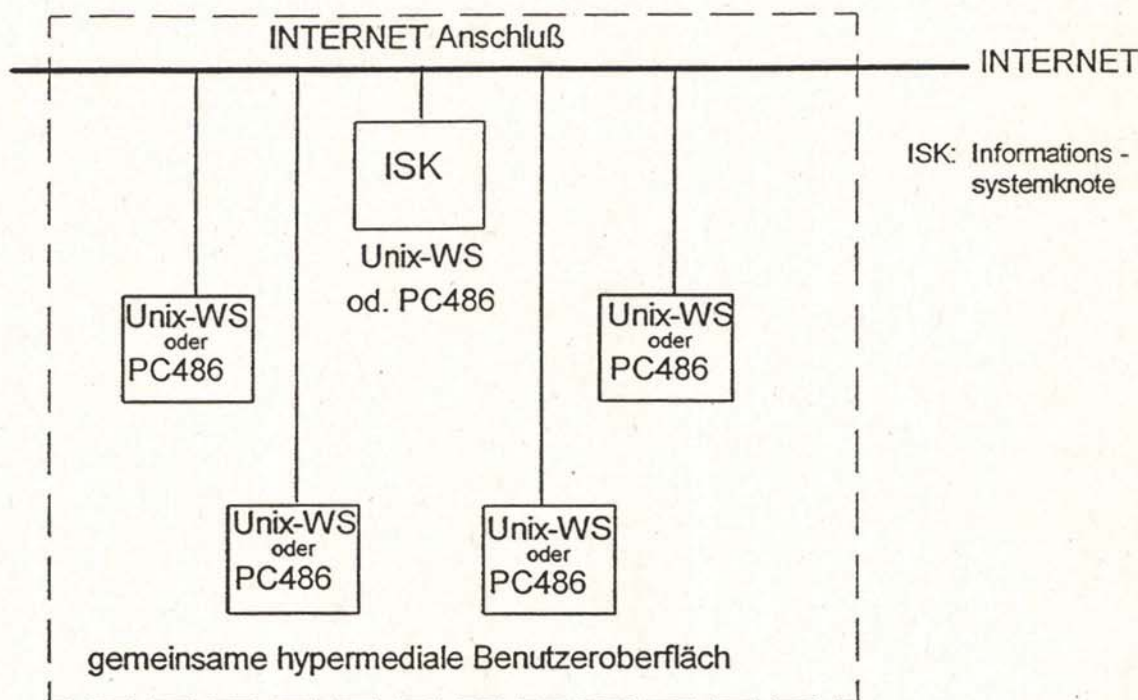 INTERNET Anschluß
INTERNET
ISK: Informations -
systemknote
ISK
Unix-WS
od. PC486
Unix-WS
oder
PC486
Unix-WS
oder
PC486
Unix-WS
oder
PC486
Unix-WS
oder
PC486
gemeinsame hypermediale Benutzeroberfläch